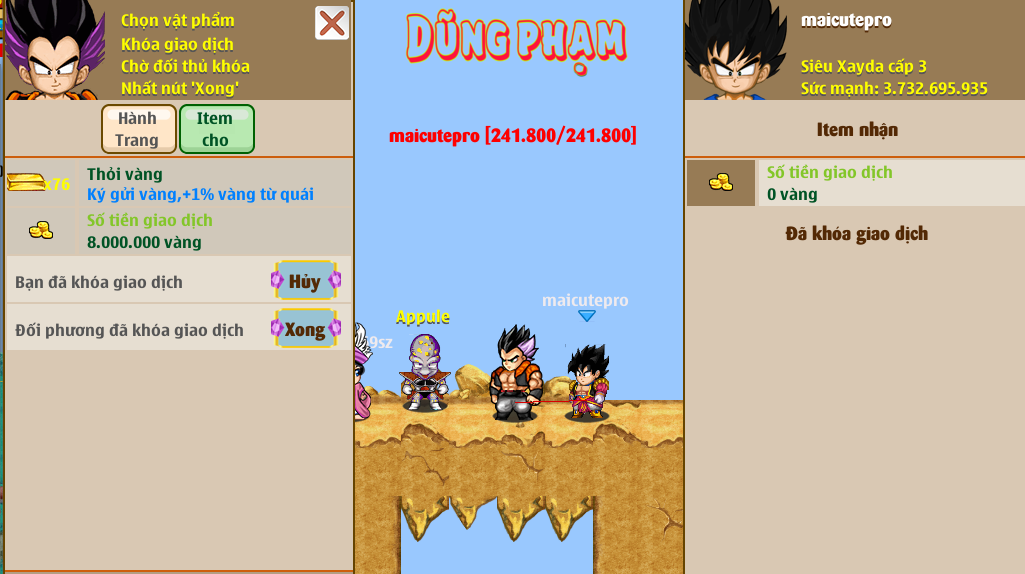 Chọn vật phẩm
Khóa giao dịch
Chờ đối thủ khóa
Nhất nút 'Xong'
Hành
Trang
Item
cho
x76
Thỏi vàng
Ký gửi vàng,+1% vàng từ quái
Số tiền giao dịch
8.000.000 vàng
Bạn đã khóa giao dịch
Hủy
Đối phương đã khóa giao dịch
Xong
DŨNG PHẠM
maicutepro [241.800/241.800]
maicutepro
Appule
9sz
maicutepro
Siêu Xayda cấp 3
Sức mạnh: 3.732.695.935
Item nhận
Số tiền giao dịch
0 vàng
Đã khóa giao dịch